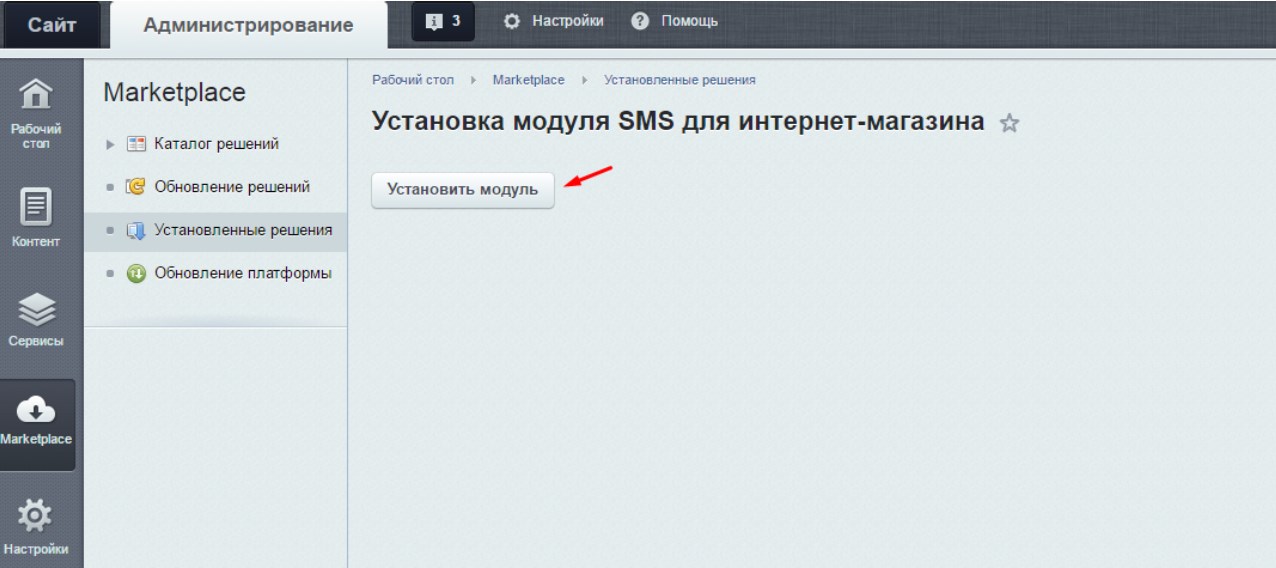 Сайт
Администрирование
3
Настройки
Помощь
Рабочий
стол
Контент
Сервисы
Marketplace
Настройки
Marketplace
Каталог решений
Обновление решений
Установленные решения
Обновление платформы
Рабочий стол Marketplace Установленные решения
Установка модуля SMS для интернет-магазина
Установить модуль